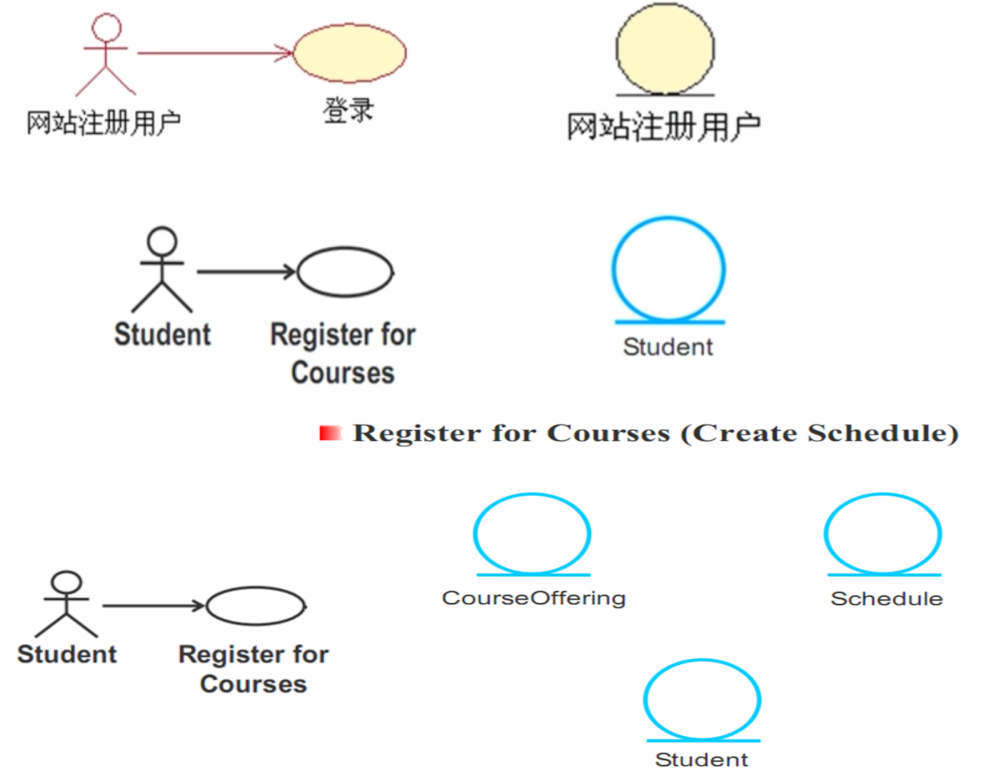 网站注册用户
登录
网站注册用户
Student
Register for
Courses
Student
Register for Courses (Create Schedule)
CourseOffering
Schedule
Student
Register for
Courses
Student